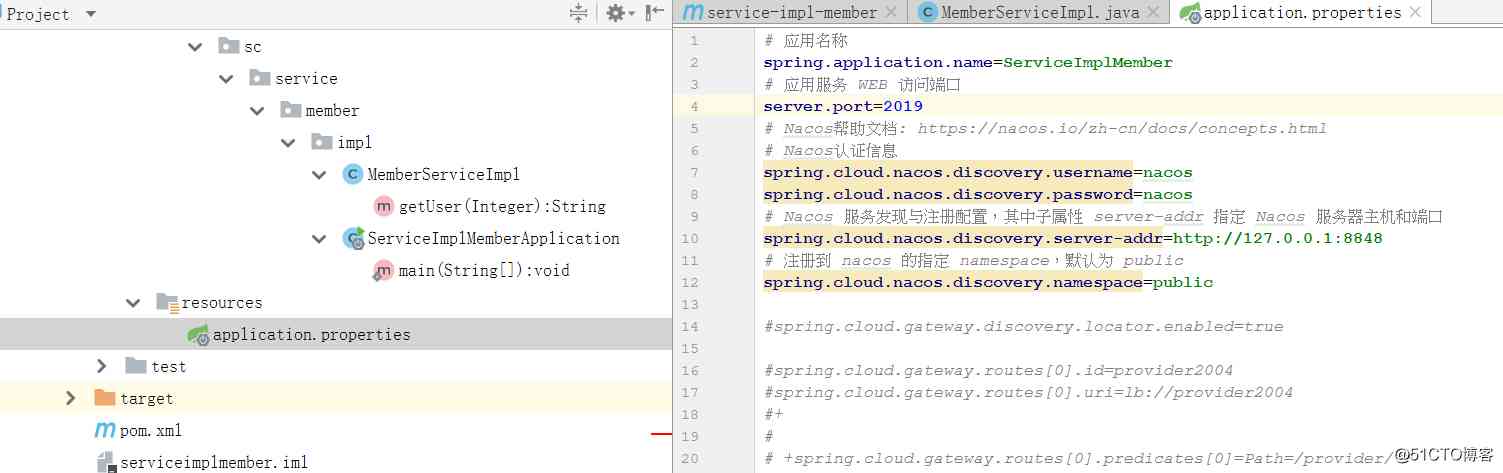 Project
sc
service
member
impl
MemberServiceImpl
getUser(Integer):String
ServiceImplMemberApplication
main(String[]):void
resources
application.properties
test
target
pom.xml
serviceimplmember.iml
service-impl-member
MemberServiceImpl.java
application.properties
1 # 应用名称
2 spring.application.name=ServiceImplMember
3 # 应用服务 WEB 访问端口
4 server.port=2019
5 # Nacos帮助文档: https://nacos.io/zh-cn/docs/concepts.html
6 # Nacos认证信息
7 spring.cloud.nacos.discovery.username=nacos
8 spring.cloud.nacos.discovery.password=nacos
9 # Nacos 服务发现与注册配置，其中子属性 server-addr 指定 Nacos 服务器主机和端口
10 spring.cloud.nacos.discovery.server-addr=http://127.0.0.1:8848
11 # 注册到 nacos 的指定 namespace，默认为 public
12 spring.cloud.nacos.discovery.namespace=public
13
14 #spring.cloud.gateway.discovery.locator.enabled=true
15
16 #spring.cloud.gateway.routes[0].id=provider2004
17 #spring.cloud.gateway.routes[0].uri=lb://provider2004
18 #+
19 #
20 # +spring.cloud.gateway.routes[0].predicates[0]=Path=/provider/
@51CTO博客